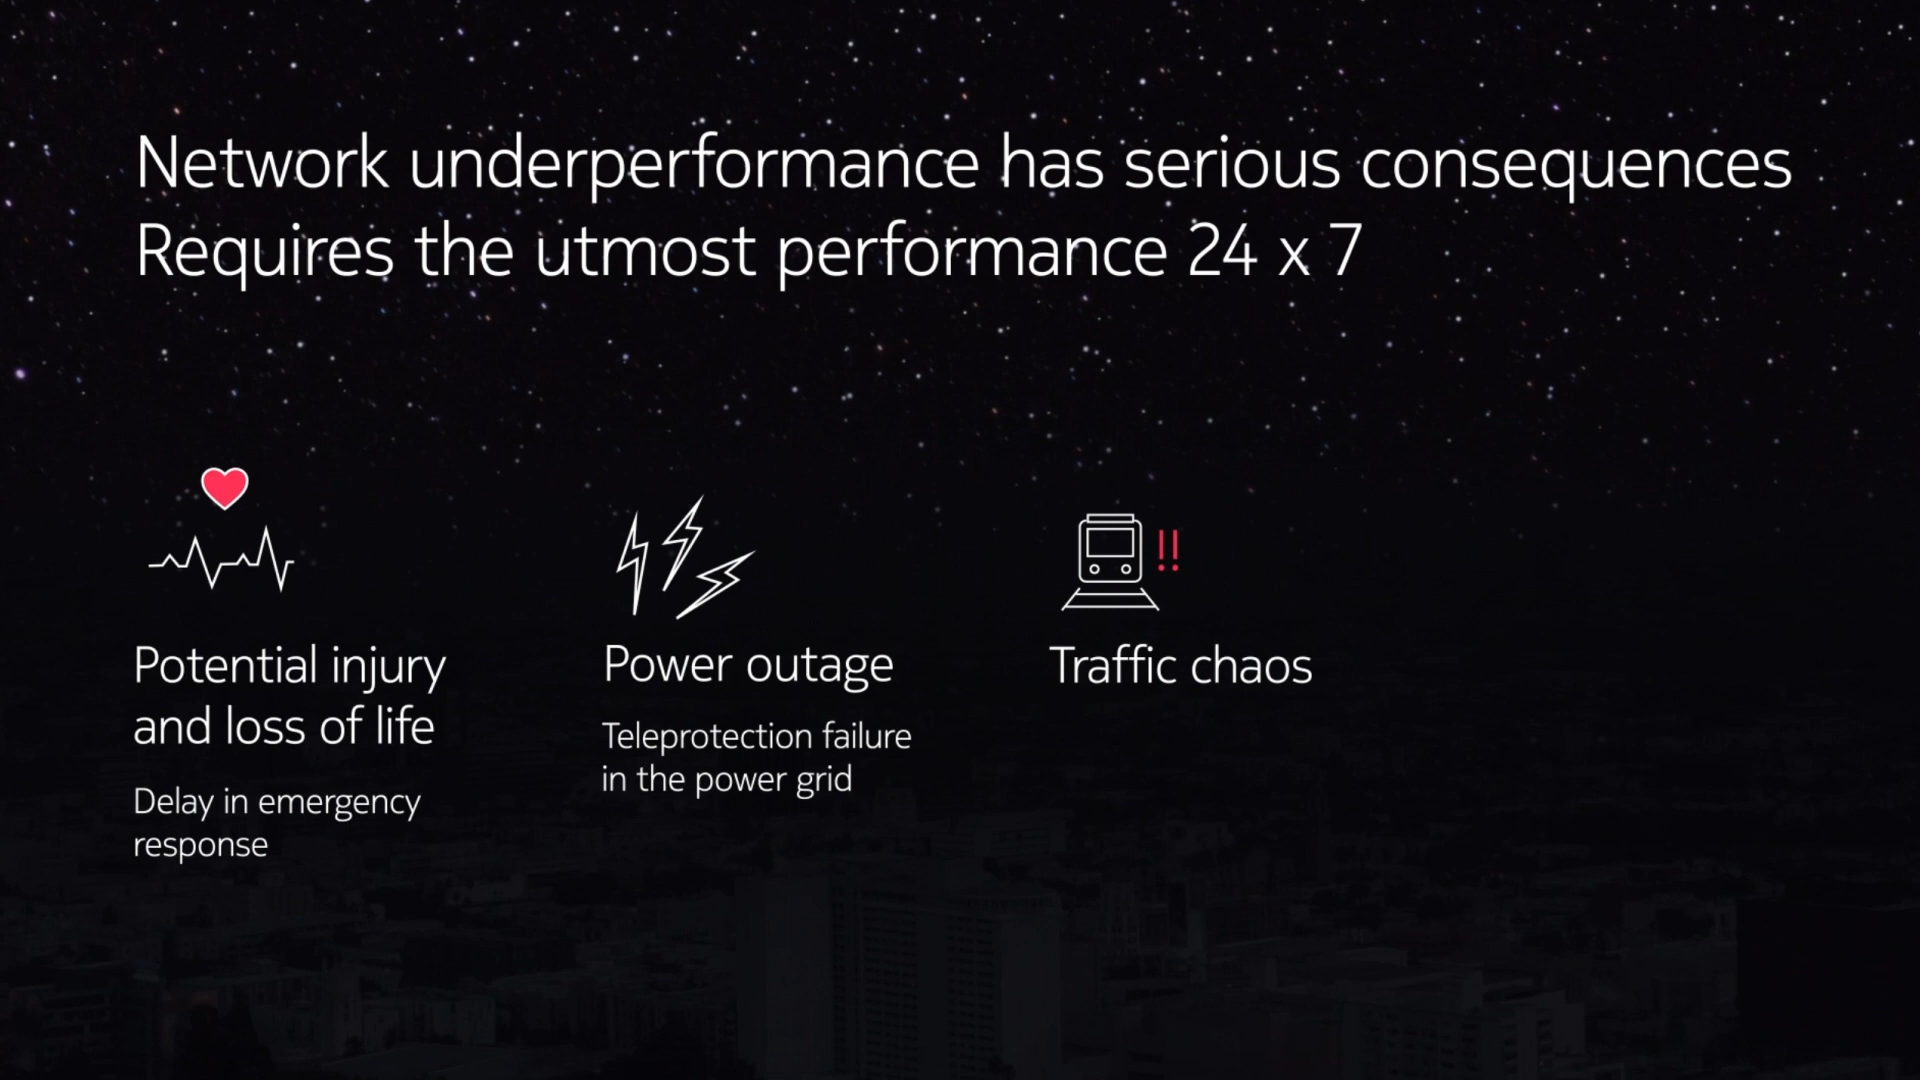 Network underperformance has serious consequences
Requires the utmost performance 24 x 7
Potential injury
and loss of life
Delay in emergency
response
Power outage
Teleprotection failure
in the power grid
!!
Traffic chaos